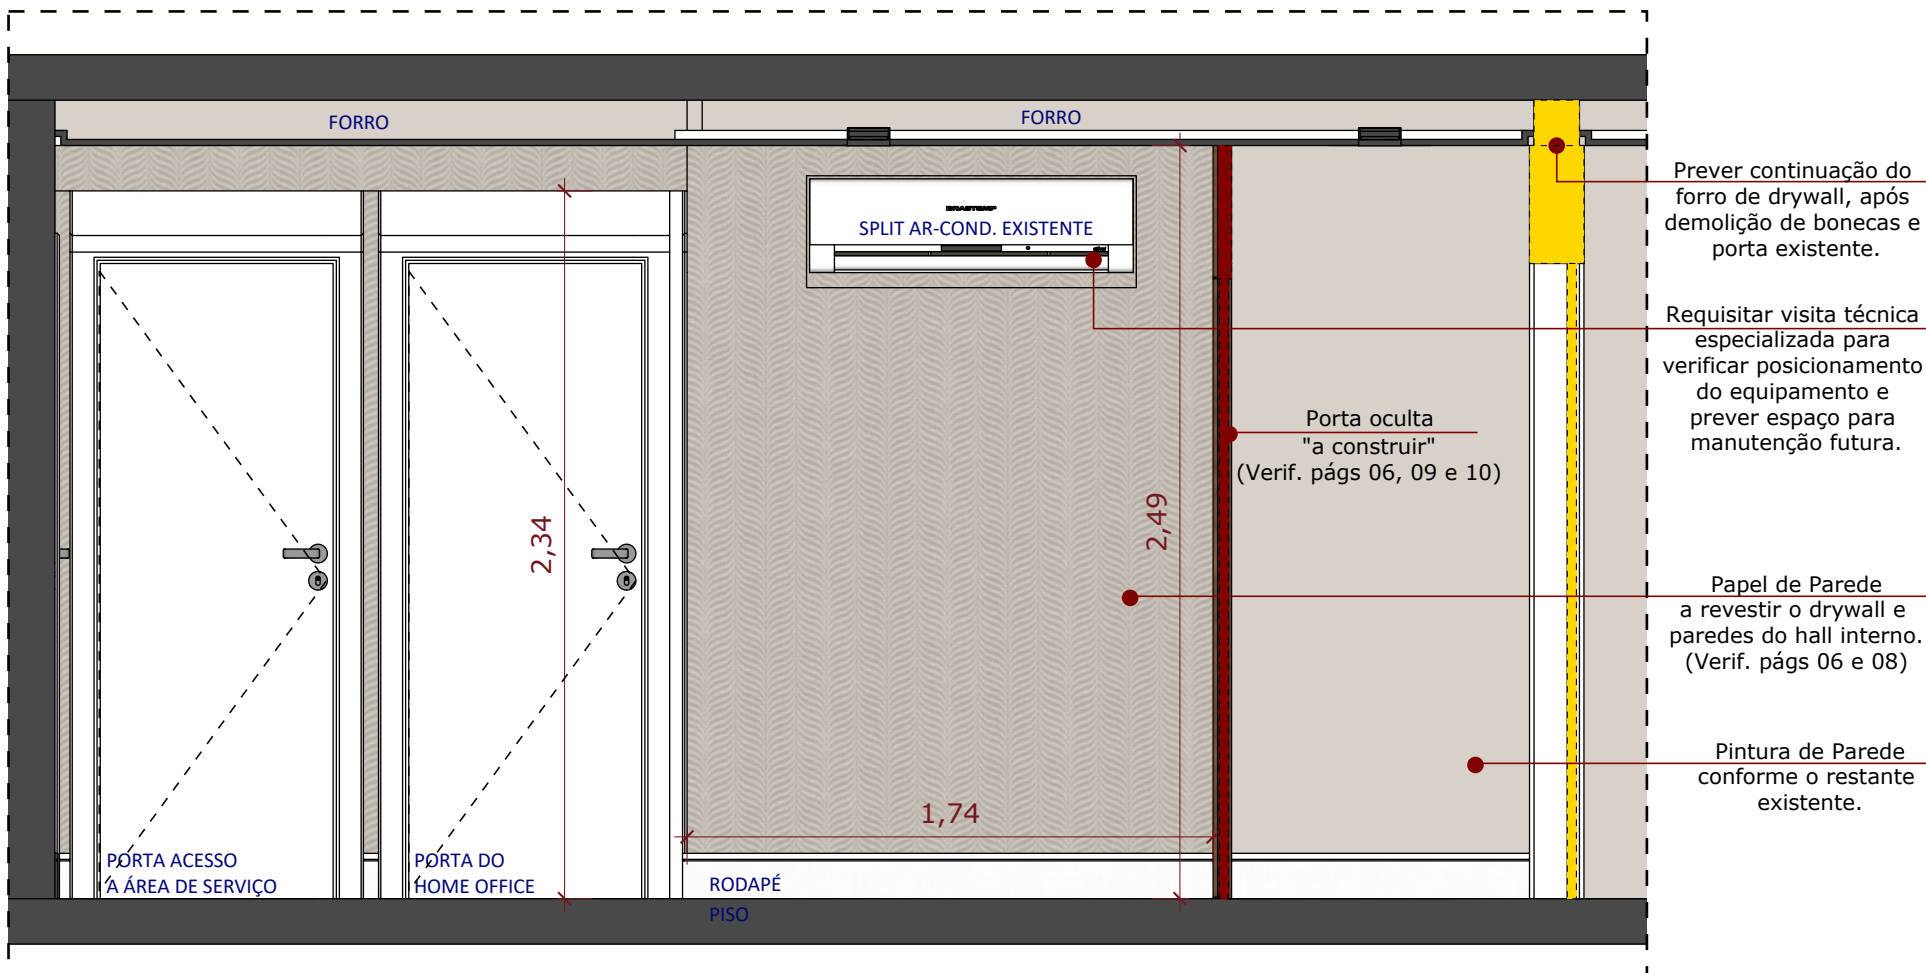 FORRO
FORRO
BRASTEMP
SPLIT AR-COND. EXISTENTE
Prever continuação do
forro de drywall, após
demolição de bonecas e
porta existente.
Requisitar visita técnica
especializada para
verificar posicionamento
do equipamento e
prever espaço para
manutenção futura.
Porta oculta
"a construir"
(Verif. págs 06, 09 e 10)
2,34
2,49
Papel de Parede
a revestir o drywall e
paredes do hall interno.
(Verif. págs 06 e 08)
Pintura de Parede
conforme o restante
existente.
1,74
PORTA ACESSO
A ÁREA DE SERVIÇO
PORTA DO
HOME OFFICE
RODAPÉ
PISO